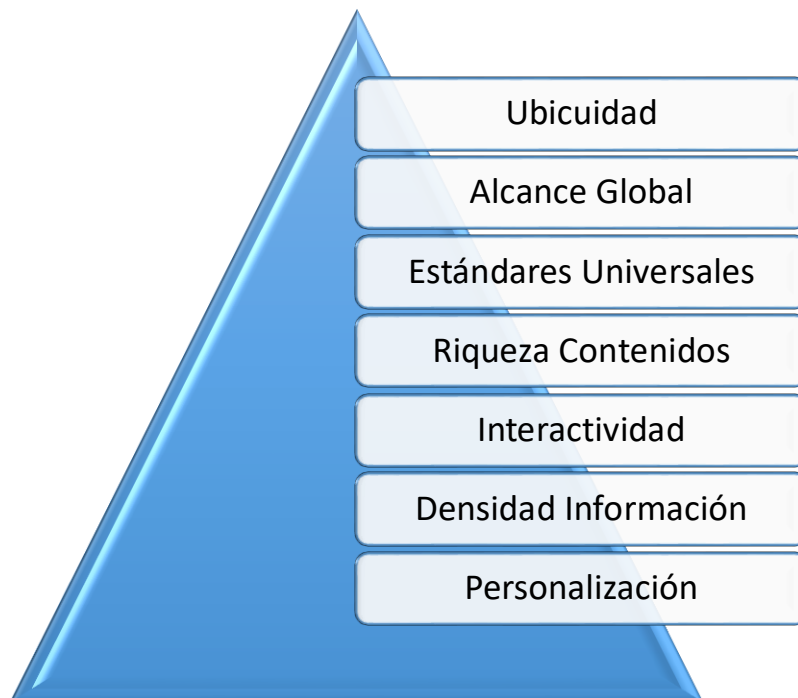 Ubicuidad
Alcance Global
Estándares Universales
Riqueza Contenidos
Interactividad
Densidad Información
Personalización